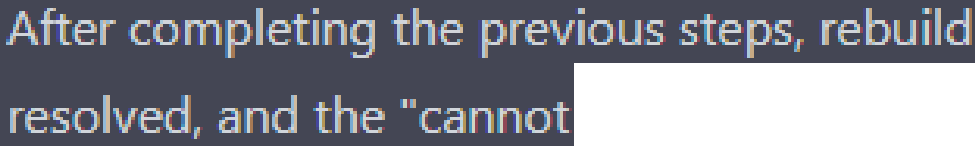 After completing the previous steps, rebuild
resolved, and the "cannot